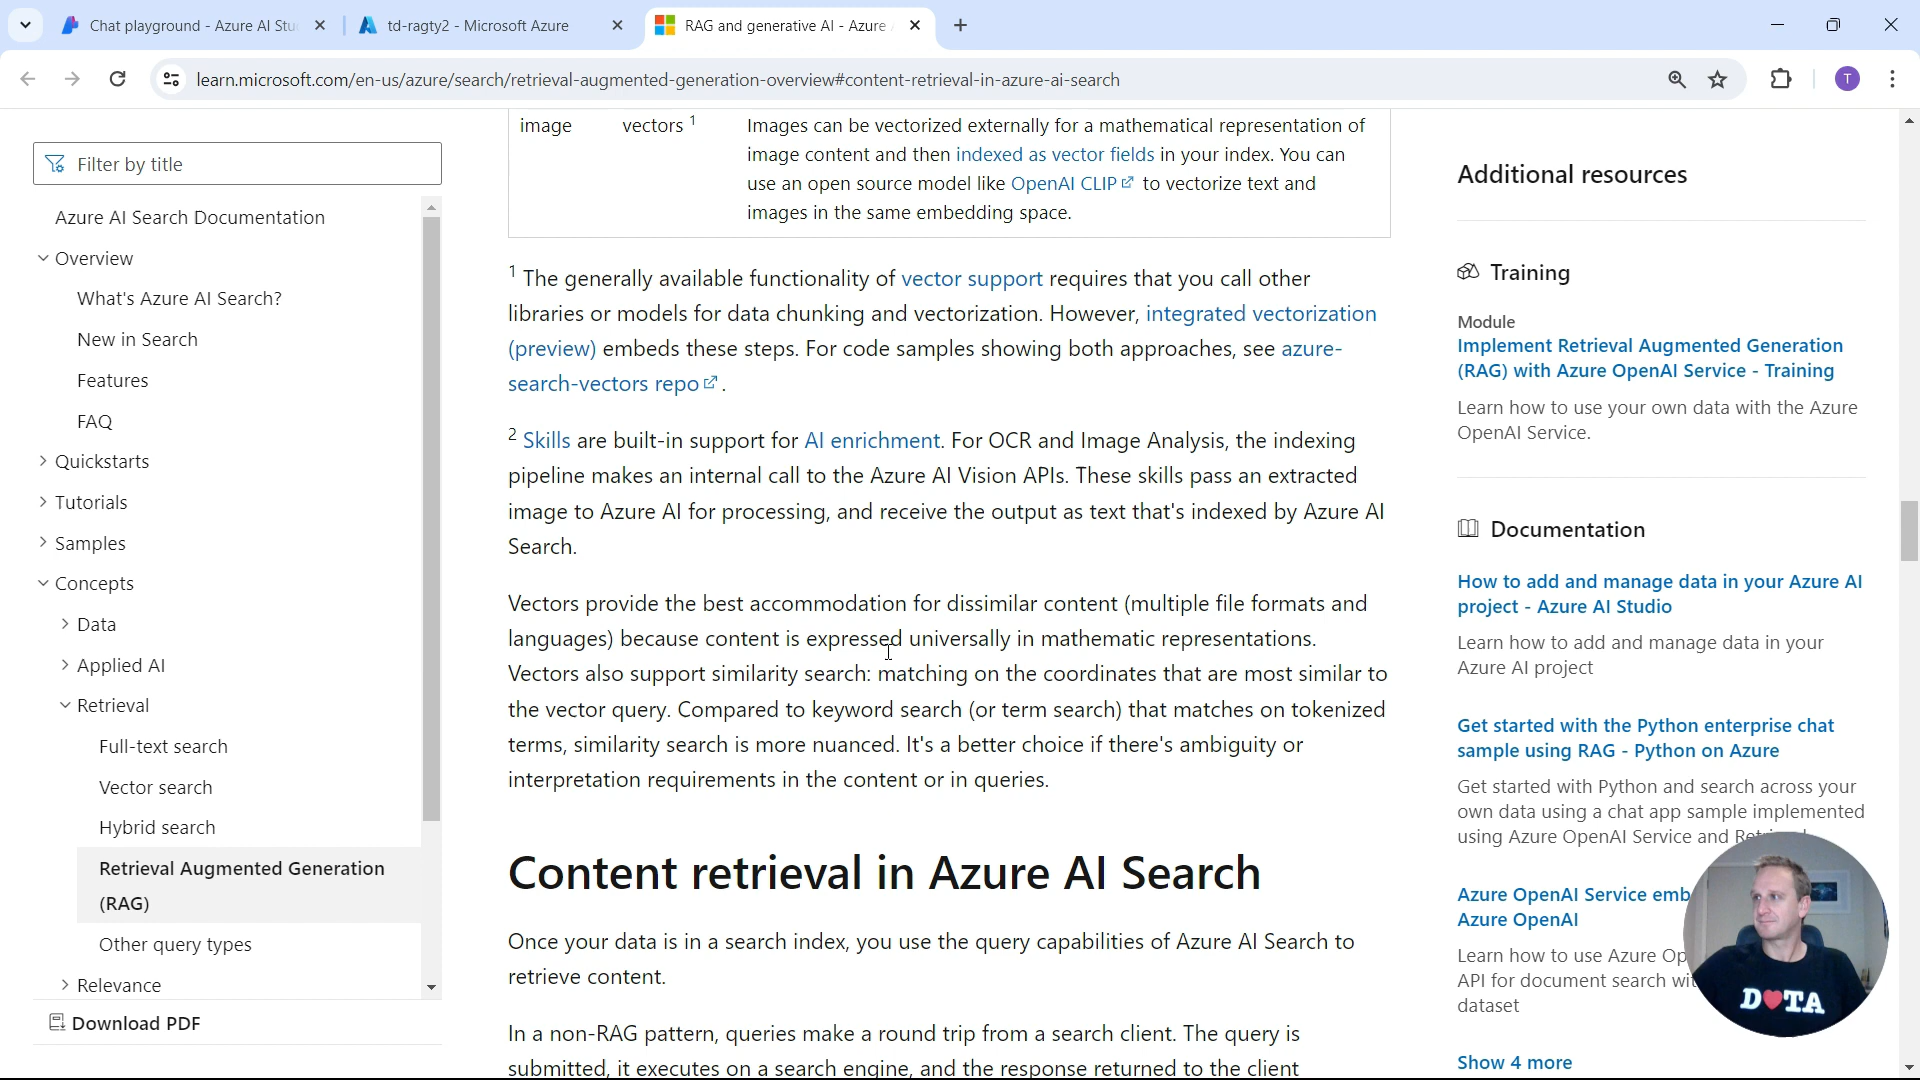 Chat playground - Azure AI Stu
td-ragty2 - Microsoft Azure
RAG and generative AI - Azure
learn.microsoft.com/en-us/azure/search/retrieval-augmented-generation-overview#content-retrieval-in-azure-ai-search
T
Filter by title
Azure AI Search Documentation
Overview
What's Azure AI Search?
New in Search
Features
FAQ
Quickstarts
Tutorials
Samples
Concepts
Data
Applied AI
Retrieval
Full-text search
Vector search
Hybrid search
Retrieval Augmented Generation
(RAG)
Other query types
Relevance
Download PDF
image vectors 1 Images can be vectorized externally for a mathematical representation of
image content and then indexed as vector fields in your index. You can
use an open source model like OpenAI CLIP to vectorize text and
images in the same embedding space.
1 The generally available functionality of vector support requires that you call other
libraries or models for data chunking and vectorization. However, integrated vectorization
(preview) embeds these steps. For code samples showing both approaches, see azure-
search-vectors repo .
2 Skills are built-in support for AI enrichment. For OCR and Image Analysis, the indexing
pipeline makes an internal call to the Azure AI Vision APIs. These skills pass an extracted
image to Azure AI for processing, and receive the output as text that's indexed by Azure AI
Search.
Vectors provide the best accommodation for dissimilar content (multiple file formats and
languages) because content is expressed universally in mathematic representations.
Vectors also support similarity search: matching on the coordinates that are most similar to
the vector query. Compared to keyword search (or term search) that matches on tokenized
terms, similarity search is more nuanced. It's a better choice if there's ambiguity or
interpretation requirements in the content or in queries.
Content retrieval in Azure AI Search
Once your data is in a search index, you use the query capabilities of Azure AI Search to
retrieve content.
In a non-RAG pattern, queries make a round trip from a search client. The query is
submitted, it executes on a search engine, and the response returned to the client
Additional resources
Training
Module
Implement Retrieval Augmented Generation
(RAG) with Azure OpenAI Service - Training
Learn how to use your own data with the Azure
OpenAI Service.
Documentation
How to add and manage data in your Azure AI
project - Azure AI Studio
Learn how to add and manage data in your
Azure AI project
Get started with the Python enterprise chat
sample using RAG - Python on Azure
Get started with Python and search across your
own data using a chat app sample implemented
using Azure OpenAI Service and
Azure OpenAI Service emb
Azure OpenAI
Learn how to use Azure Op
API for document search wit
dataset
Show 4 more
D♥TA